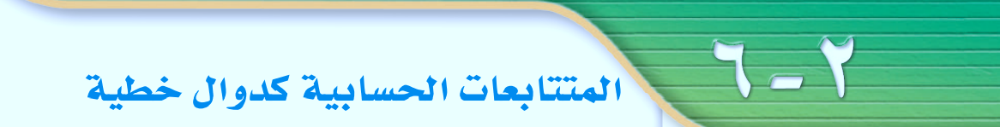 ٢ - ٦
المتتابعات الحسابية كدوال خطية